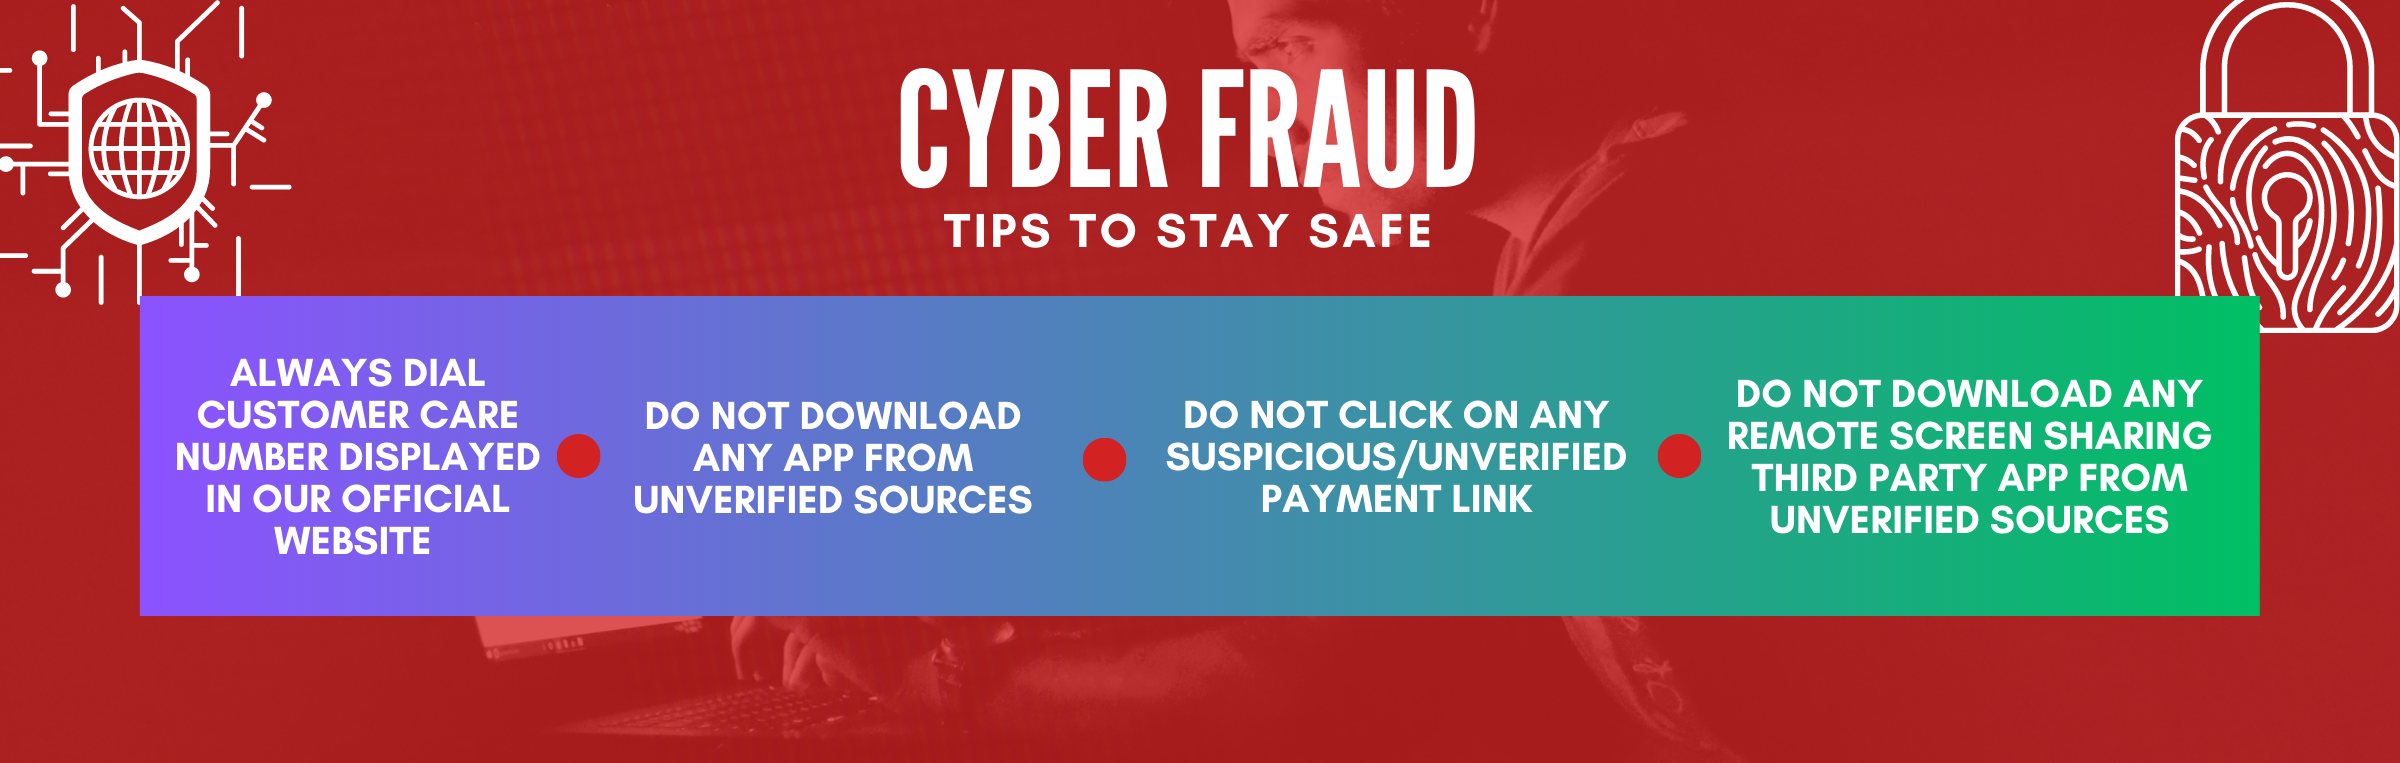 CYBER FRAUD
TIPS TO STAY SAFE
ALWAYS DIAL
CUSTOMER CARE
NUMBER DISPLAYED
IN OUR OFFICIAL
WEBSITE
DO NOT DOWNLOAD
ANY APP FROM
UNVERIFIED SOURCES
DO NOT CLICK ON ANY
SUSPICIOUS/UNVERIFIED
PAYMENT LINK
DO NOT DOWNLOAD ANY
REMOTE SCREEN SHARING
THIRD PARTY APP FROM
UNVERIFIED SOURCES